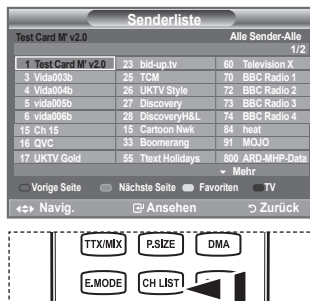 Senderliste
Test Card M' v2.0 Alle Sender-Alle
1/2
1 Test Card M' v2.0 23 bid-up.tv 60 Television X
3 Vida003b 25 TCM 70 BBC Radio 1
4 Vida004b 26 UKTV Style 72 BBC Radio 2
5 vida005b 27 Discovery 73 BBC Radio 3
6 vida006b 28 DiscoveryH&L 74 BBC Radio 4
15 Ch 15 15 Cartoon Nwk 84 heat
16 QVC 33 Boomerang 91 MOJO
17 UKTV Gold 55 Ttext Holidays 800 ARD-MHP-Data
Mehr
Vorige Seite Nächste Seite Favoriten TV
Navig. Ansehen Zurück
TTX/MIX P.SIZE DMA
E.MODE CH LIST